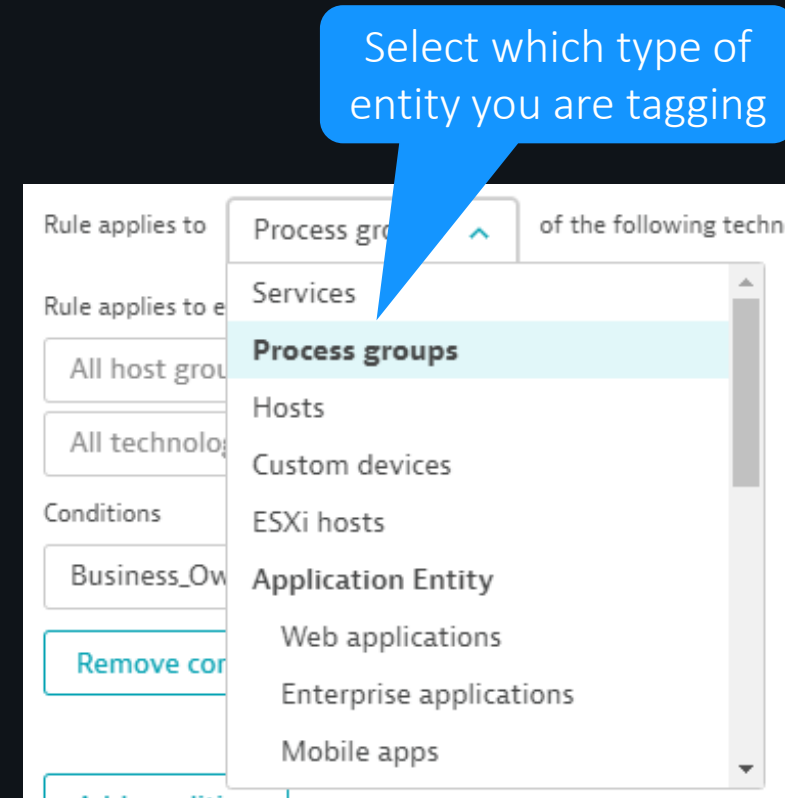 Select which type of
entity you are tagging
Rule applies to
Process gro
of the following techn
Rule applies to e
All host grou
All technolog
Conditions
Business_Ow
Remove con
Services
Process groups
Hosts
Custom devices
ESXi hosts
Application Entity
Web applications
Enterprise applications
Mobile apps